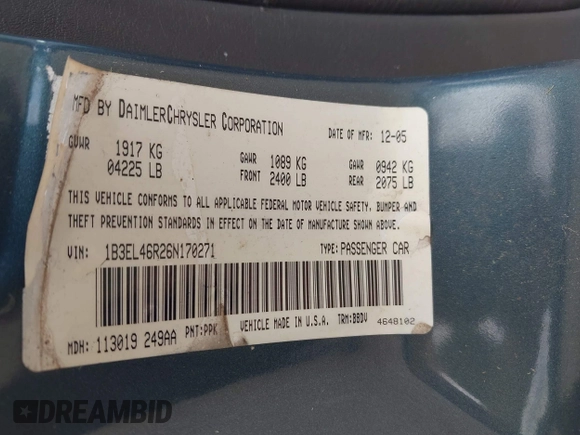 MFD BY DAIMLERCHRYSLER CORPORATION
DATE OF MFR: 12-05
GVWR 1917 KG 04225 LB
GAWR FRONT 1089 KG 2400 LB
GAWR REAR 0942 KG 2075 LB
THIS VEHICLE CONFORMS TO ALL APPLICABLE FEDERAL MOTOR VEHICLE SAFETY, BUMPER AND
THEFT PREVENTION STANDARDS IN EFFECT ON THE DATE OF MANUFACTURE SHOWN ABOVE.
VIN: 1B3EL46R26N170271 TYPE: PASSENGER CAR
MDH: 113019 249AA PNT: PPK VEHICLE MADE IN U.S.A. TRM: BBDV 4648102
DREAMBID